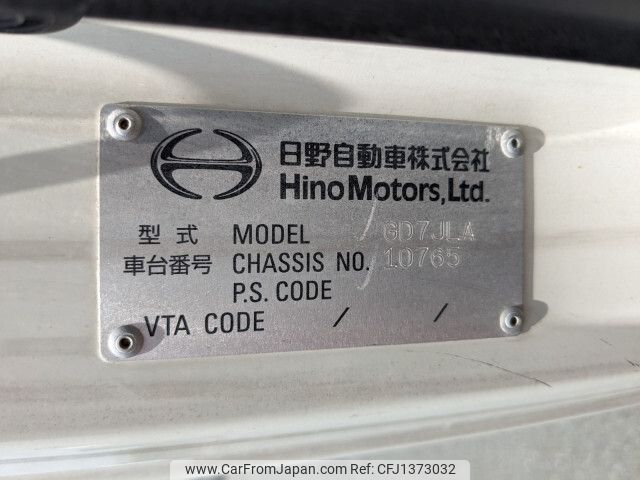 日野自動車株式会社
Hino Motors, Ltd.
型式 MODEL GD7JLA
車台番号 CHASSIS NO. 10765
P.S. CODE
VTA CODE / /
www.CarFromJapan.com CFJ1373032